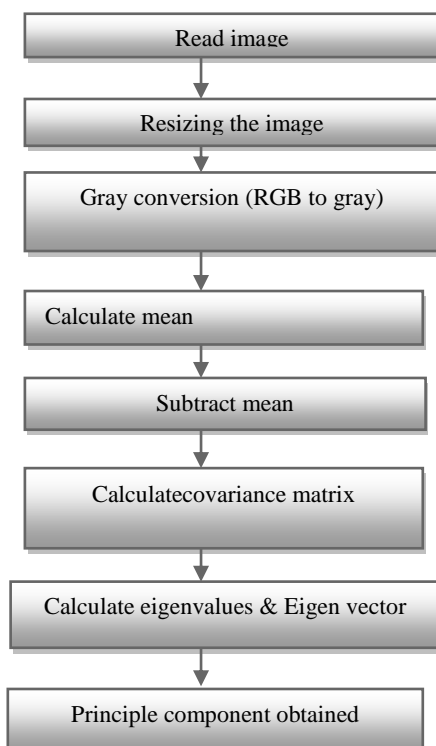 Read image
Resizing the image
Gray conversion (RGB to gray)
Calculate mean
Subtract mean
Calculatecovariance matrix
Calculate eigenvalues & Eigen vector
Principle component obtained